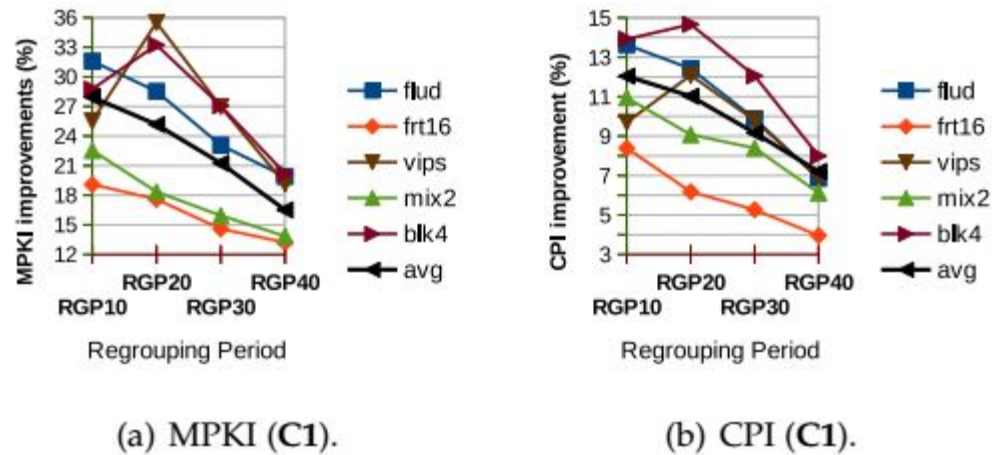 MPKI improvements (%)
36
33
30
27
24
21
18
15
12
RGP10
RGP20
RGP30
RGP40
Regrouping Period
flud
frt16
vips
mix2
blk4
avg
(a) MPKI (C1).
CPI improvement (%)
15
13
11
9
7
5
3
RGP10
RGP20
RGP30
RGP40
Regrouping Period
flud
frt16
vips
mix2
blk4
avg
(b) CPI (C1).